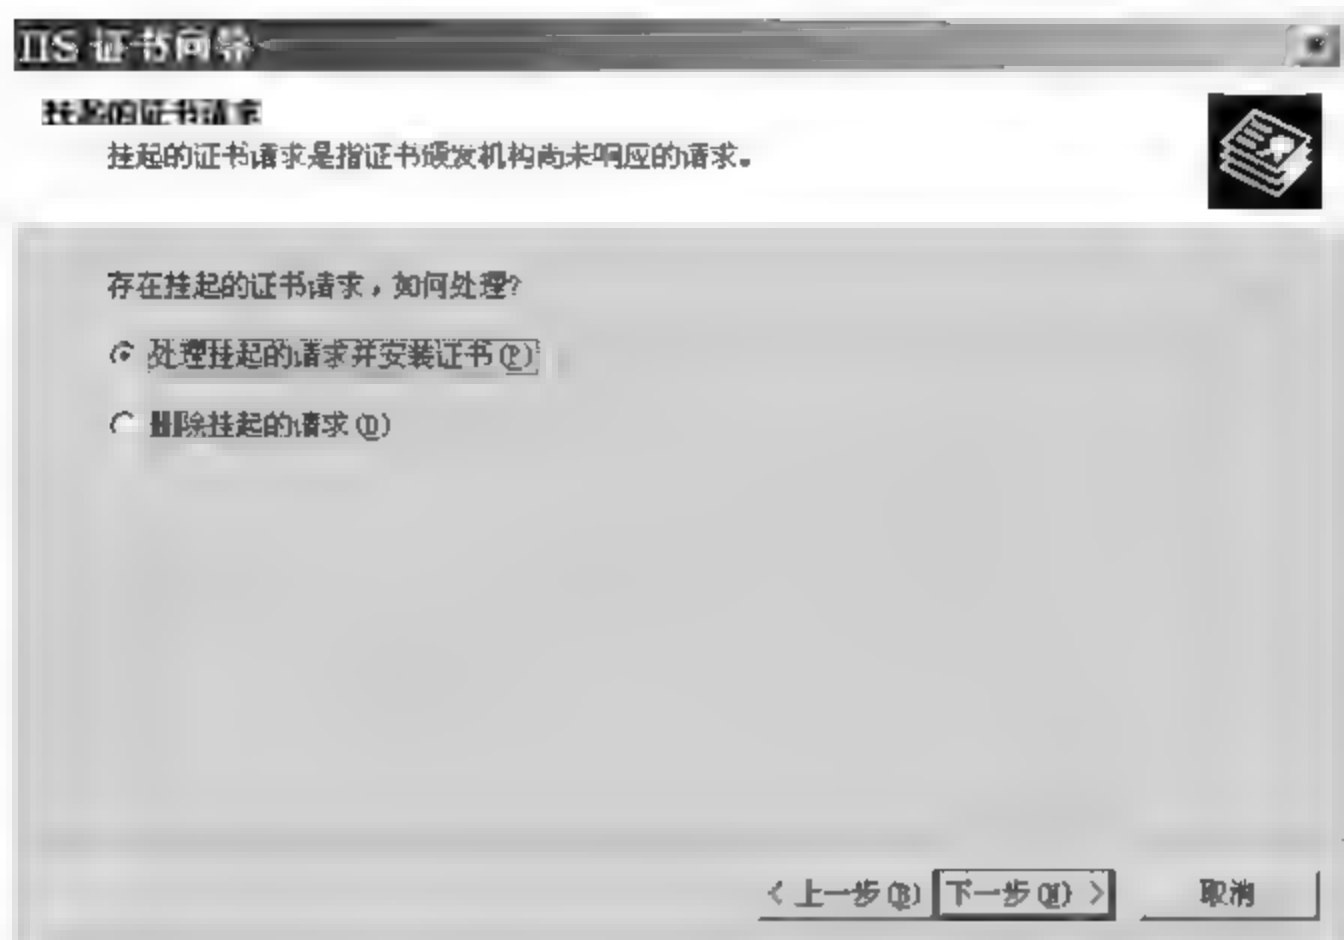 IIS 证书向导
挂起的证书请求
挂起的证书请求是指证书颁发机构尚未响应的请求。
存在挂起的证书请求，如何处理?
处理挂起的请求并安装证书(P)
删除挂起的请求(D)
< 上一步(B) 下一步(N) > 取消